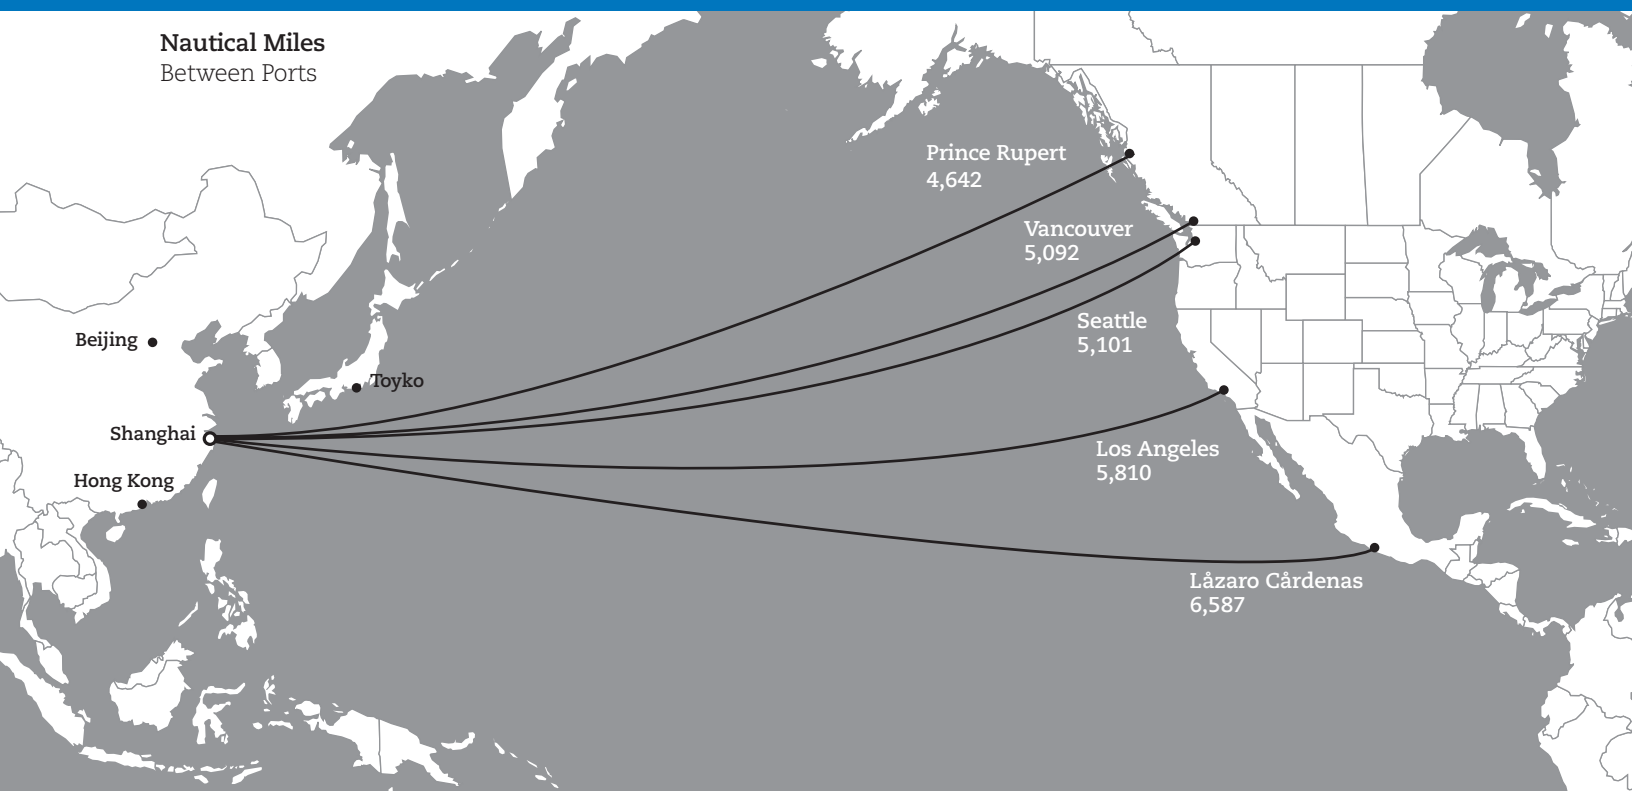 Nautical Miles
Between Ports
Prince Rupert
4,642
Vancouver
5,092
Seattle
5,101
Beijing
Toyko
Shanghai
Los Angeles
5,810
Hong Kong
Låzaro Cårdenas
6,587